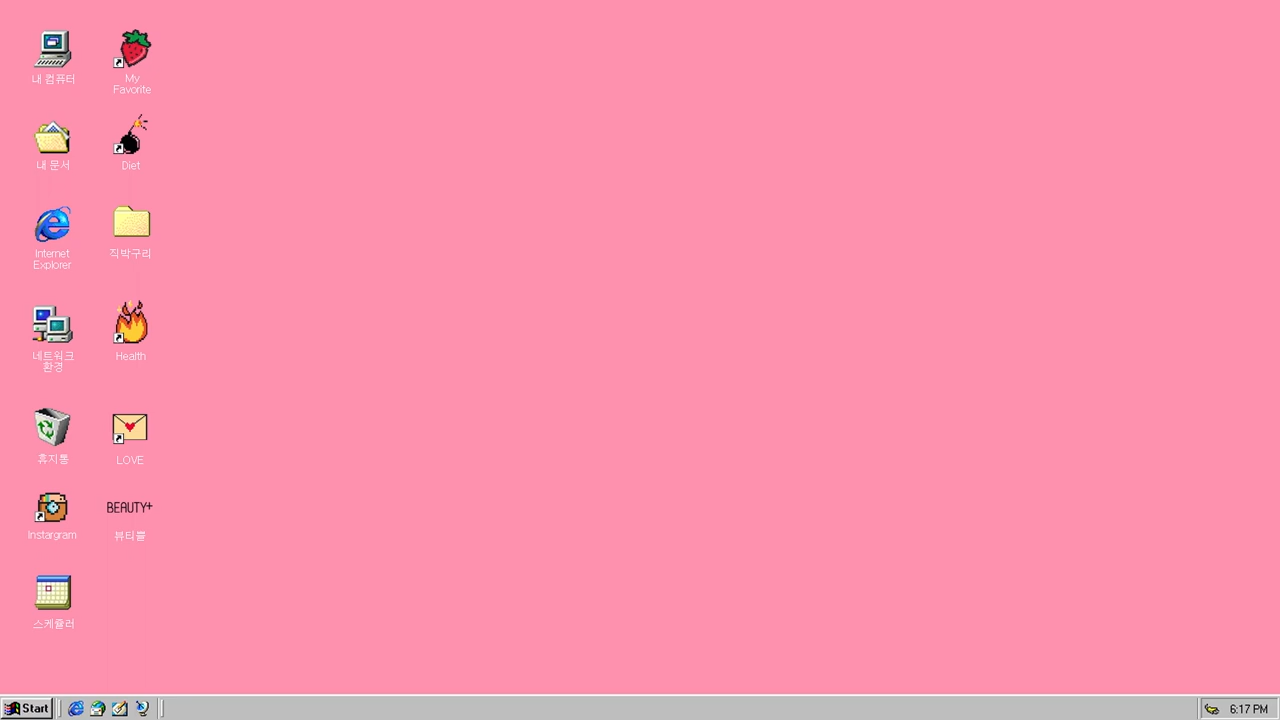 내 컴퓨터
My
Favorite
내 문서
Diet
Internet
Explorer
직박구리
네트워크
환경
Health
휴지통
LOVE
Instargram
BEAUTY+
뷰티쁠
스케쥴러
Start
6:17 PM